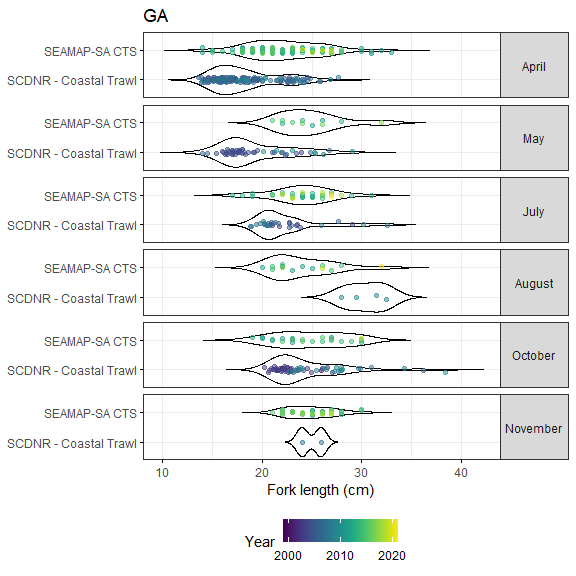 GA
SEAMAP-SA CTS
SCDNR - Coastal Trawl
April
SEAMAP-SA CTS
SCDNR - Coastal Trawl
May
SEAMAP-SA CTS
SCDNR - Coastal Trawl
July
SEAMAP-SA CTS
SCDNR - Coastal Trawl
August
SEAMAP-SA CTS
SCDNR - Coastal Trawl
October
SEAMAP-SA CTS
SCDNR - Coastal Trawl
November
10 20 30 40
Fork length (cm)
Year
2000 2010 2020